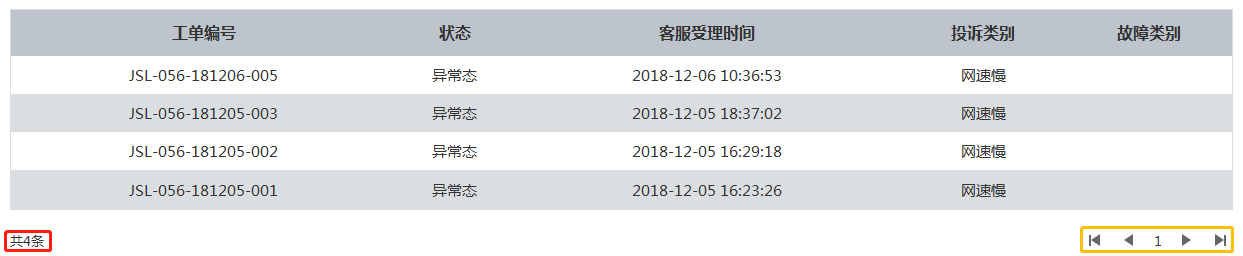 工单编号 状态 客服受理时间 投诉类别 故障类别
JSL-056-181206-005 异常态 2018-12-06 10:36:53 网速慢
JSL-056-181205-003 异常态 2018-12-05 18:37:02 网速慢
JSL-056-181205-002 异常态 2018-12-05 16:29:18 网速慢
JSL-056-181205-001 异常态 2018-12-05 16:23:26 网速慢
共4条 1